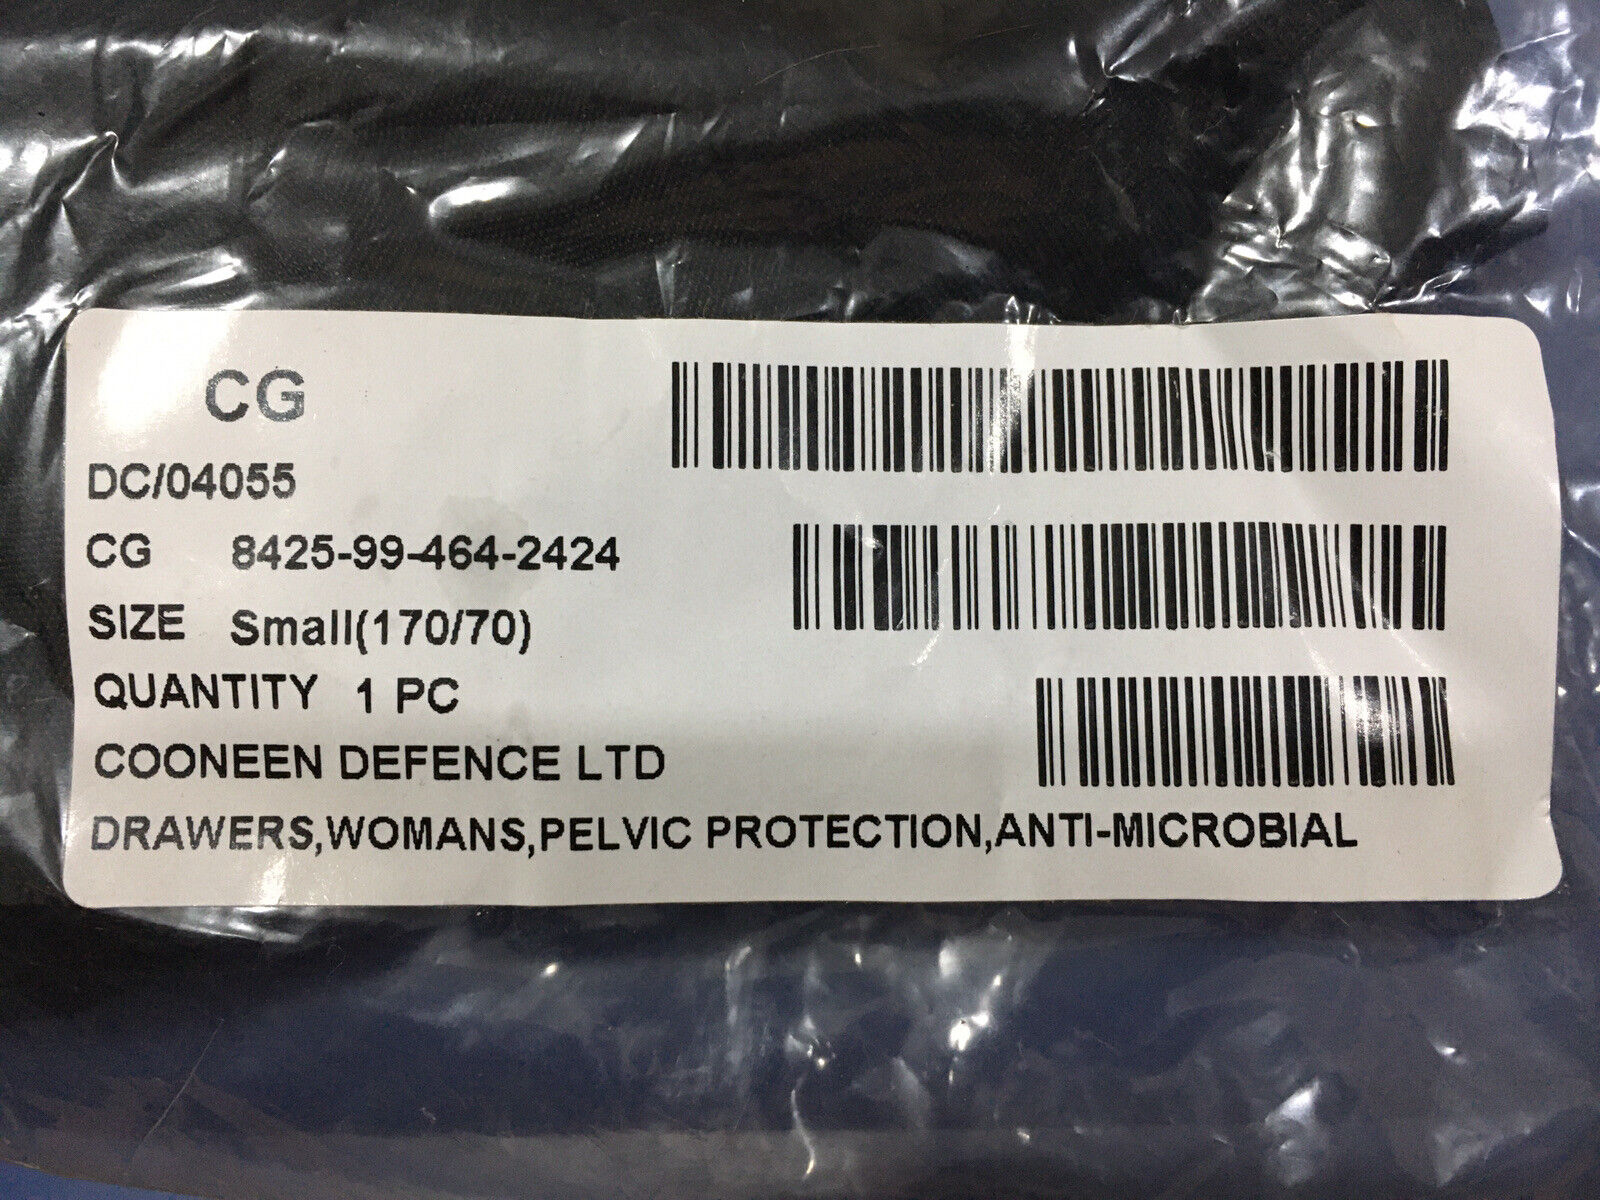 CG
DC/04055
CG 8425-99-464-2424
SIZE Small(170/70)
QUANTITY 1 PC
COONEEN DEFENCE LTD
DRAWERS,WOMANS,PELVIC PROTECTION,ANTI-MICROBIAL